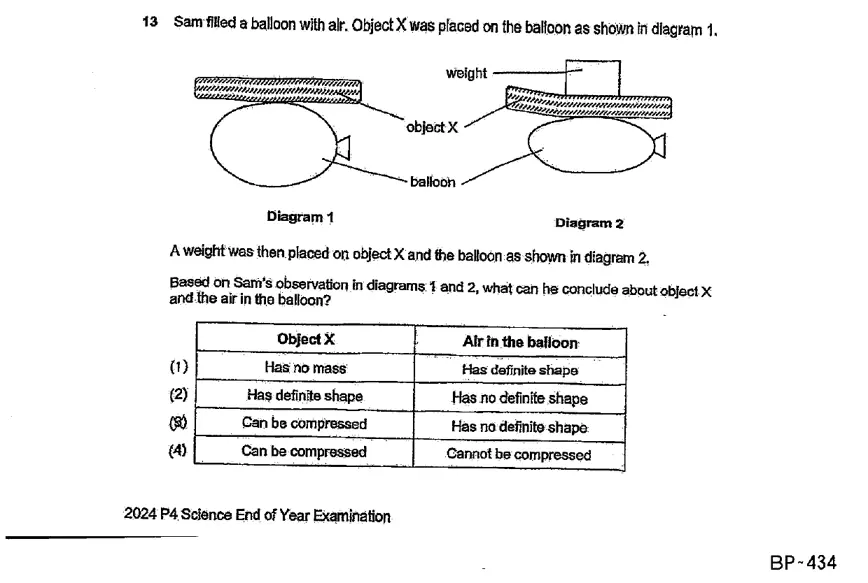 13 Sam filled a balloon with air. Object X was placed on the balloon as shown in diagram 1.
weight
object X
balloon
Diagram 1
Diagram 2
A weight was then placed on object X and the balloon as shown in diagram 2.
Based on Sam's observation in diagrams 1 and 2, what can he conclude about object X
and the air in the balloon?
Object X Air in the balloon
(1) Has no mass Has definite shape
(2) Has definite shape Has no definite shape
(3) Can be compressed Has no definite shape
(4) Can be compressed Cannot be compressed
2024 P4 Science End of Year Examination
BP-434